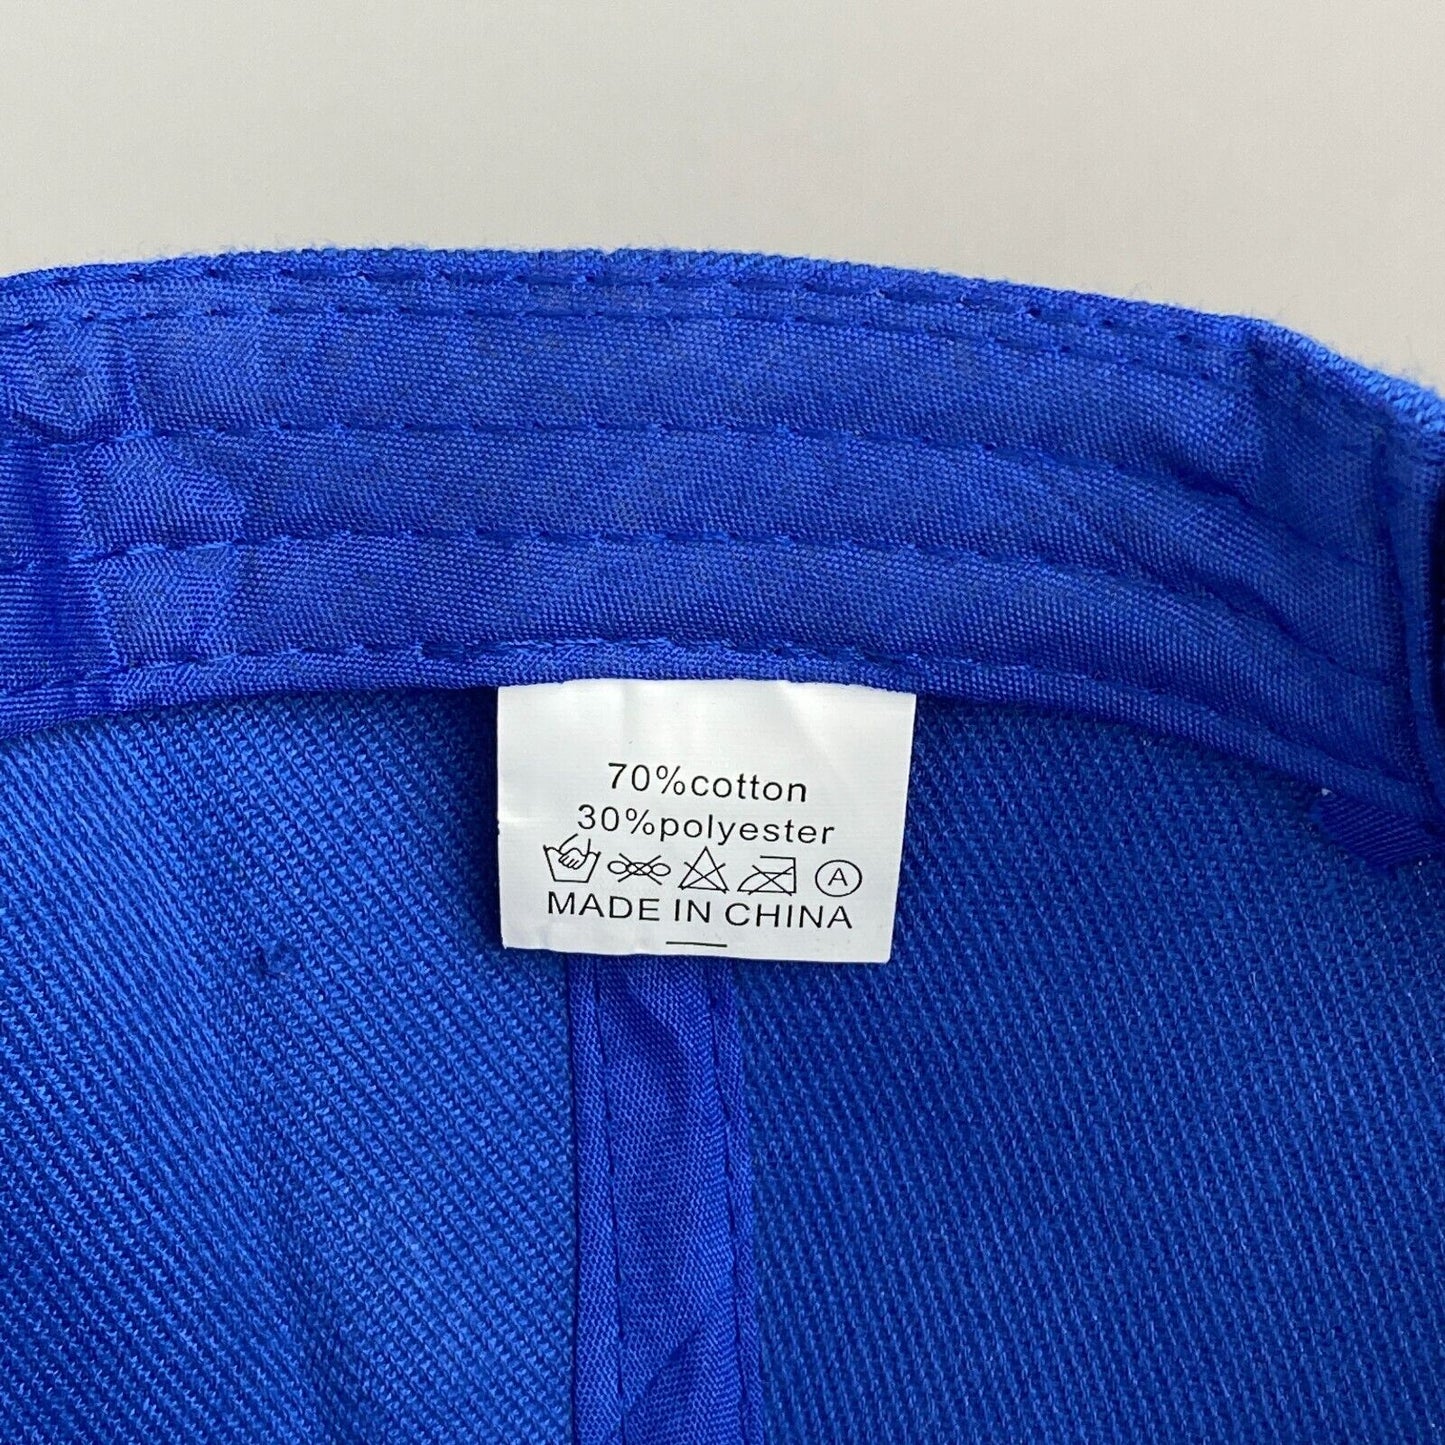 70%cotton
30%polyester
A
MADE IN CHINA